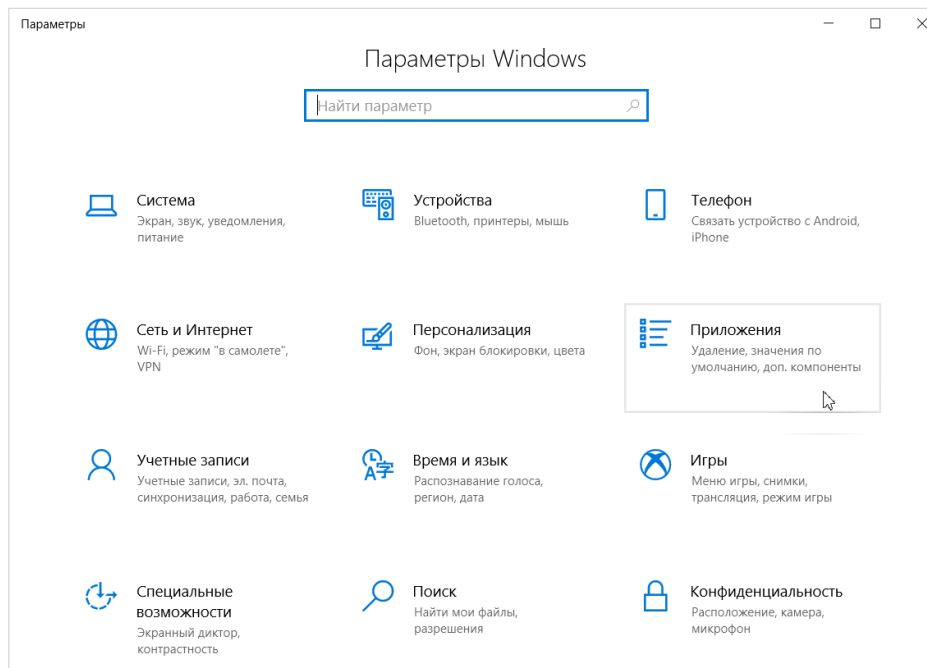 Параметры
Параметры Windows
Найти параметр
Система
Экран, звук, уведомления,
питание
Устройства
Bluetooth, принтеры, мышь
Телефон
Связать устройство с Android,
iPhone
Сеть и Интернет
Wi-Fi, режим "в самолете",
VPN
Персонализация
Фон, экран блокировки, цвета
Приложения
Удаление, значения по
умолчанию, доп. компоненты
Учетные записи
Учетные записи, эл. почта,
синхронизация, работа, семья
Время и язык
Распознавание голоса,
регион, дата
Игры
Меню игры, снимки,
трансляция, режим игры
Специальные
возможности
Экранный диктор,
контрастность
Поиск
Найти мои файлы,
разрешения
Конфиденциальность
Расположение, камера,
микрофон